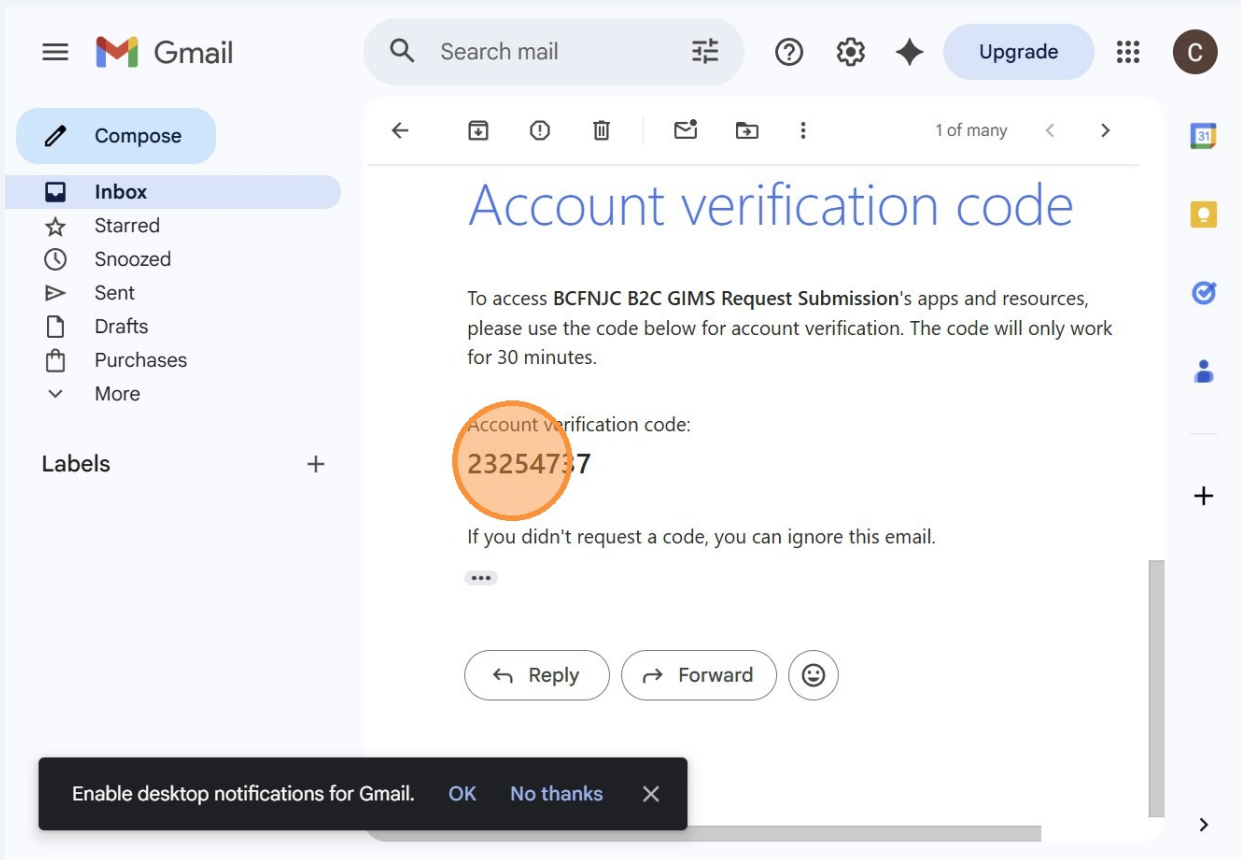 Gmail
Search mail
Upgrade
C
Compose
1 of many
31
Inbox
Starred
Snoozed
Sent
Drafts
Purchases
More
Labels
Account verification code
To access BCFNJC B2C GIMS Request Submission's apps and resources,
please use the code below for account verification. The code will only work
for 30 minutes.
Account verification code:
23254737
If you didn't request a code, you can ignore this email.
Reply
Forward
Enable desktop notifications for Gmail.
OK
No thanks